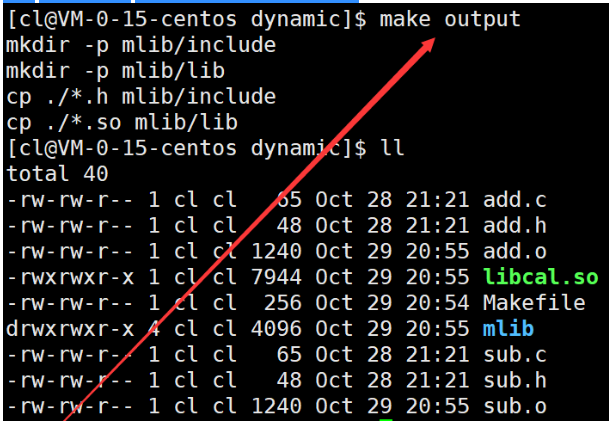 [cl@VM-0-15-centos dynamic]$ make output
mkdir -p mlib/include
mkdir -p mlib/lib
cp ./*.h mlib/include
cp ./*.so mlib/lib
[cl@VM-0-15-centos dynamic]$ ll
total 40
-rw-rw-r-- 1 cl cl   65 Oct 28 21:21 add.c
-rw-rw-r-- 1 cl cl   48 Oct 28 21:21 add.h
-rw-rw-r-- 1 cl cl 1240 Oct 29 20:55 add.o
-rwxrwxr-x 1 cl cl 7944 Oct 29 20:55 libcal.so
-rw-rw-r-- 1 cl cl  256 Oct 29 20:54 Makefile
drwxrwxr-x 4 cl cl 4096 Oct 29 20:55 mlib
-rw-rw-r-- 1 cl cl   65 Oct 28 21:21 sub.c
-rw-rw-r-- 1 cl cl   48 Oct 28 21:21 sub.h
-rw-rw-r-- 1 cl cl 1240 Oct 29 20:55 sub.o